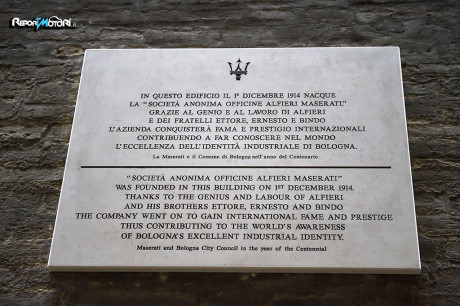 REPORTMOTORI.it
IN QUESTO EDIFICIO IL 1° DICEMBRE 1914 NACQUE
LA "SOCIETÀ ANONIMA OFFICINE ALFIERI MASERATI."
GRAZIE AL GENIO E AL LAVORO DI ALFIERI
E DEI FRATELLI ETTORE, ERNESTO E BINDO
L'AZIENDA CONQUISTERÀ FAMA E PRESTIGIO INTERNAZIONALI
CONTRIBUENDO A FAR CONOSCERE NEL MONDO
L'ECCELLENZA DELL'IDENTITÀ INDUSTRIALE DI BOLOGNA.
La Maserati e il Comune di Bologna nell'anno del Centenario
"SOCIETÀ ANONIMA OFFICINE ALFIERI MASERATI"
WAS FOUNDED IN THIS BUILDING ON 1ST DECEMBER 1914.
THANKS TO THE GENIUS AND LABOUR OF ALFIERI
AND HIS BROTHERS ETTORE, ERNESTO AND BINDO
THE COMPANY WENT ON TO GAIN INTERNATIONAL FAME AND PRESTIGE
THUS CONTRIBUTING TO THE WORLD'S AWARENESS
OF BOLOGNA'S EXCELLENT INDUSTRIAL IDENTITY.
Maserati and Bologna City Council in the year of the Centennial